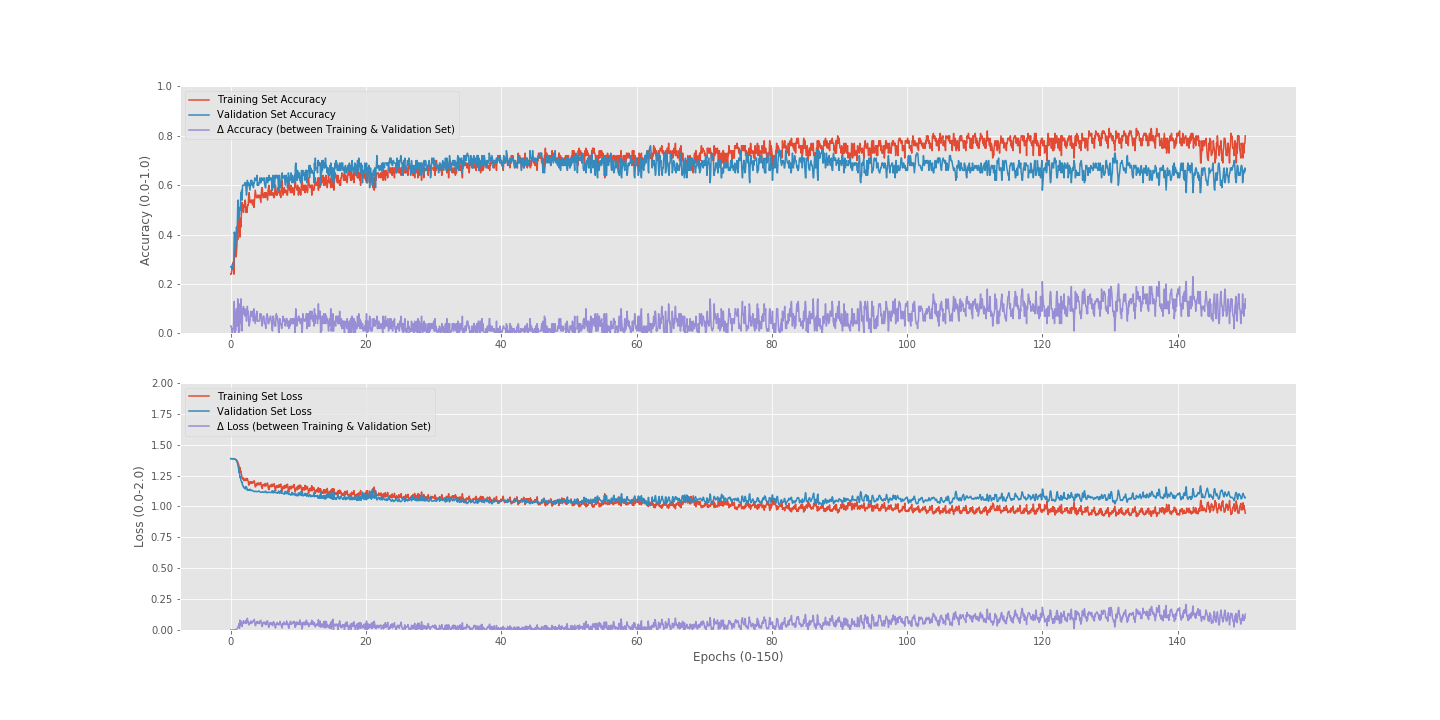 Training Set Accuracy
Validation Set Accuracy
Δ Accuracy (between Training & Validation Set)
Accuracy (0.0-1.0)
1.0
0.8
0.6
0.4
0.2
0.0
0 20 40 60 80 100 120 140
Training Set Loss
Validation Set Loss
Δ Loss (between Training & Validation Set)
Loss (0.0-2.0)
2.00
1.75
1.50
1.25
1.00
0.75
0.50
0.25
0.00
0 20 40 60 80 100 120 140
Epochs (0-150)